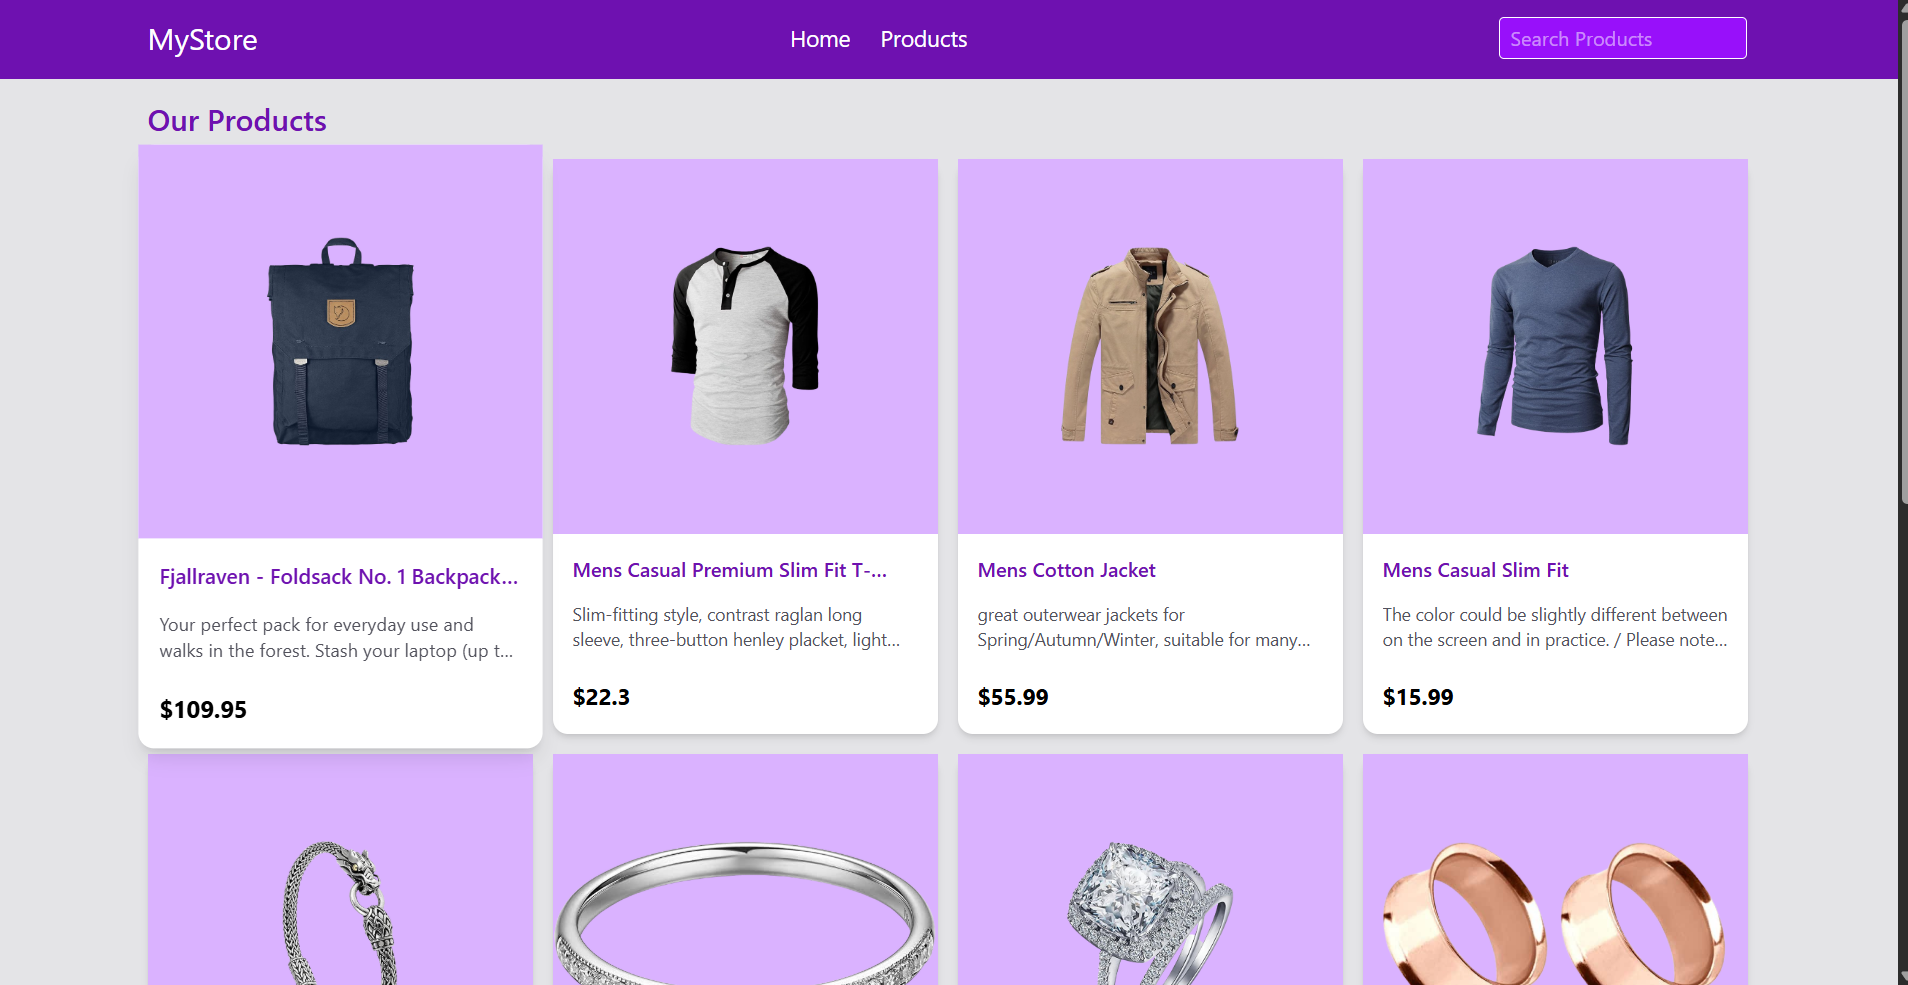 MyStore
Home
Products
Search Products
Our Products
Fjallraven - Foldsack No. 1 Backpack...
Your perfect pack for everyday use and
walks in the forest. Stash your laptop (up t...
$109.95
Mens Casual Premium Slim Fit T-...
Slim-fitting style, contrast raglan long
sleeve, three-button henley placket, light...
$22.3
Mens Cotton Jacket
great outerwear jackets for
Spring/Autumn/Winter, suitable for many...
$55.99
Mens Casual Slim Fit
The color could be slightly different between
on the screen and in practice. / Please note...
$15.99